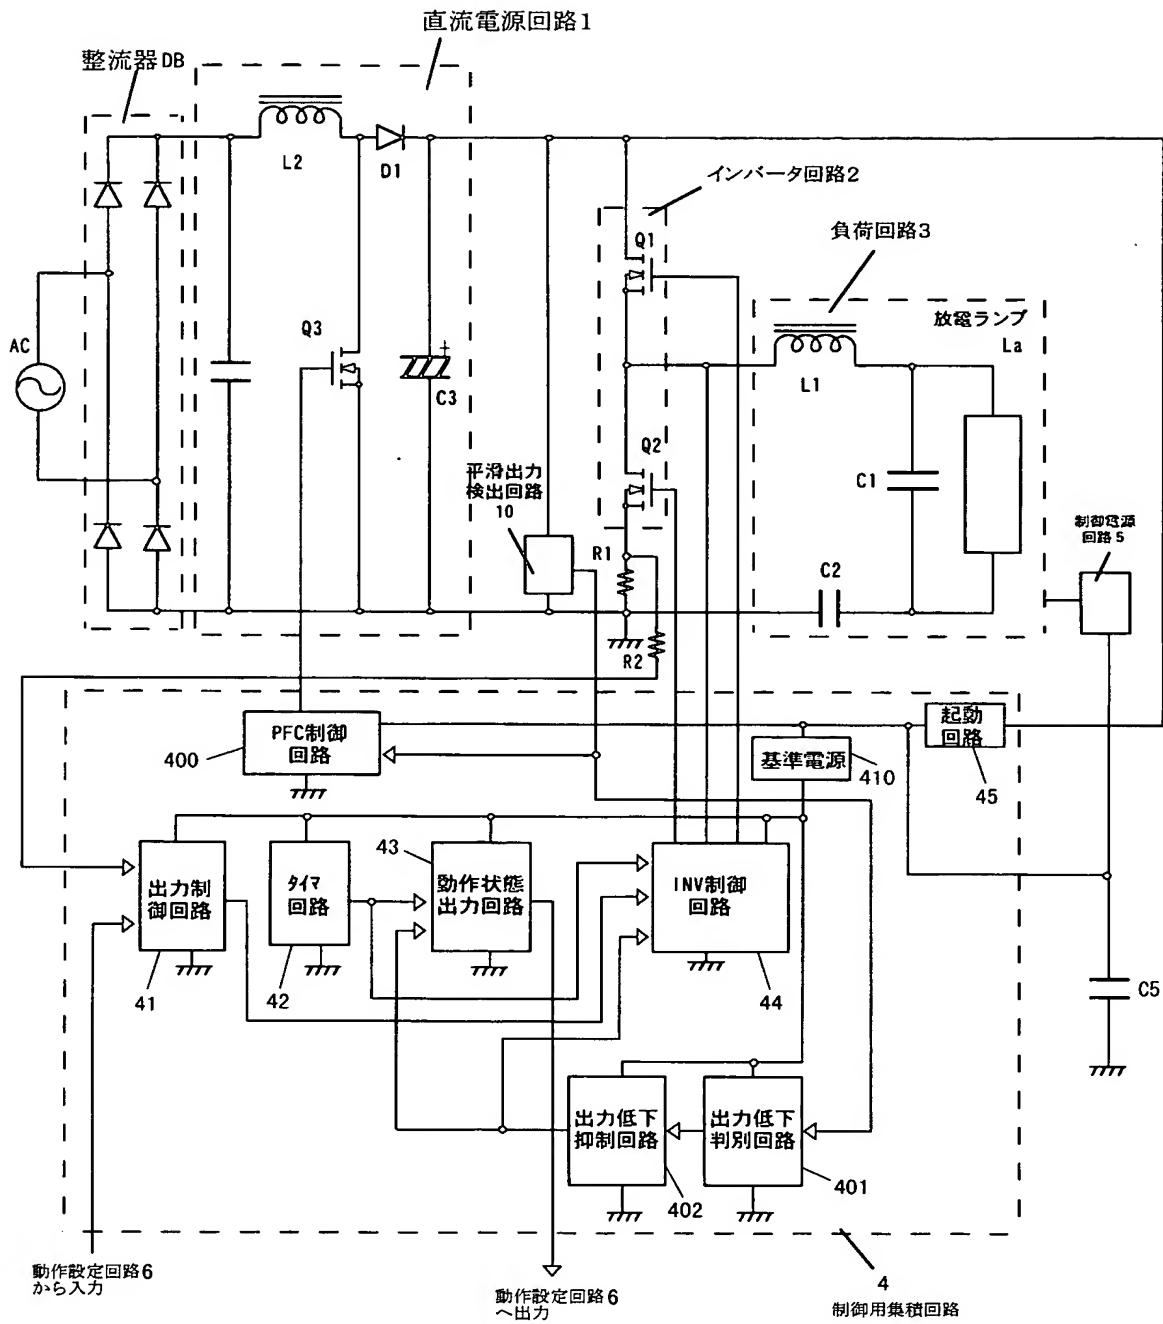 直流電源回路1
整流器DB
L2
D1
インバータ回路2
Q1
負荷回路3
放電ランプ
La
AC
Q3
+
C3
L1
Q2
平滑出力
検出回路
10
C1
制御電源
回路5
R1
C2
R2
PFC制御
回路
400
起動
回路
45
基準電源
410
43
出力制
御回路
41
タイマ
回路
42
動作状態
出力回路
INV制御
回路
44
C5
出力低下
抑制回路
402
出力低下
判別回路
401
動作設定回路6
から入力
動作設定回路6
へ出力
4
制御用集積回路